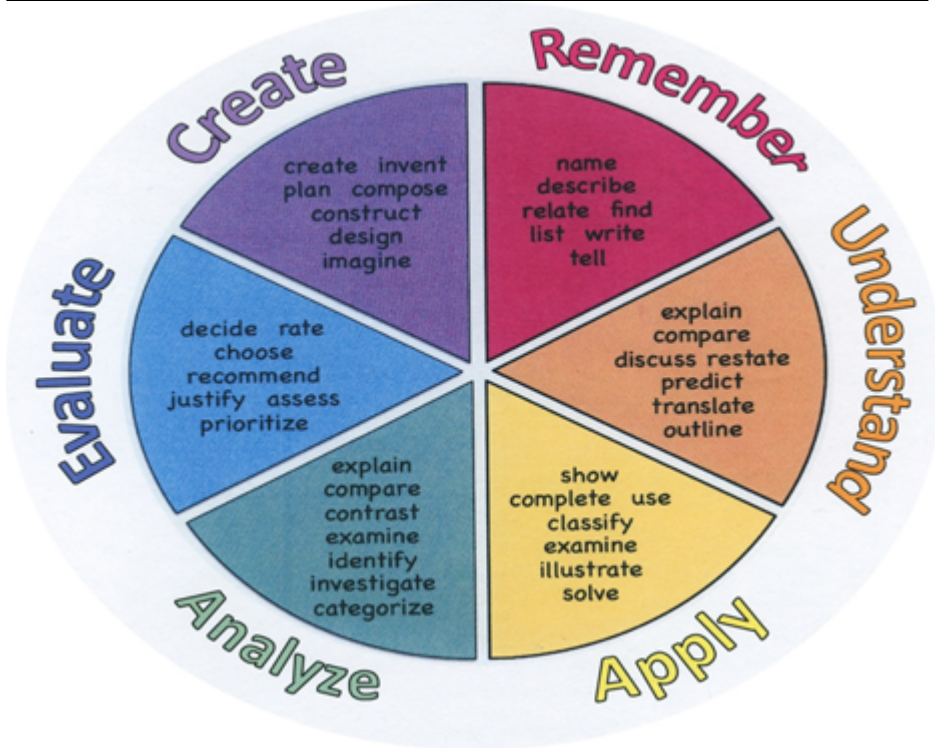 Remember
name
describe
relate find
list write
tell
Understand
explain
compare
discuss restate
predict
translate
outline
Apply
show
complete use
classify
examine
illustrate
solve
Analyze
explain
compare
contrast
examine
identify
investigate
categorize
Evaluate
decide rate
choose
recommend
justify assess
prioritize
Create
create invent
plan compose
construct
design
imagine